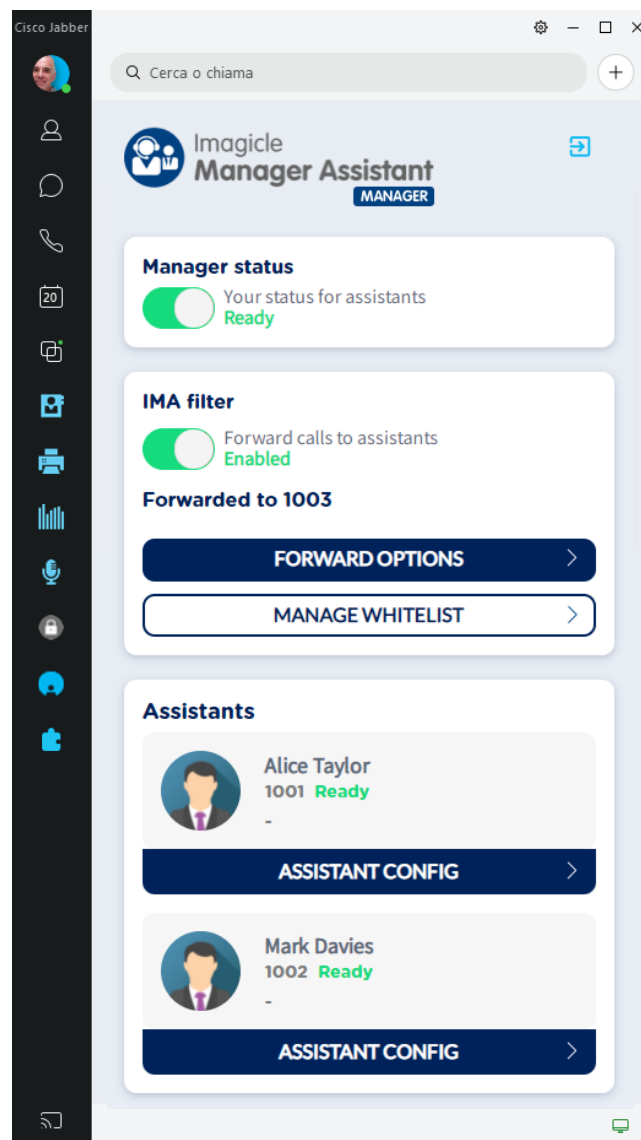 Cisco Jabber
Cerca o chiama
Imagicle
Manager Assistant
MANAGER
20
Manager status
Your status for assistants
Ready
IMA filter
Forward calls to assistants
Enabled
Forwarded to 1003
FORWARD OPTIONS
MANAGE WHITELIST
Assistants
Alice Taylor
1001 Ready
-
ASSISTANT CONFIG
Mark Davies
1002 Ready
-
ASSISTANT CONFIG